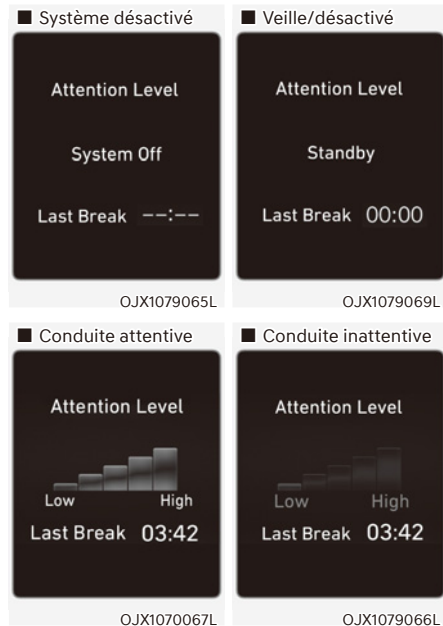 ■ Système désactivé
Attention Level
System Off
Last Break --:--
OJX1079065L
■ Veille/désactivé
Attention Level
Standby
Last Break 00:00
OJX1079069L
■ Conduite attentive
Attention Level
Low High
Last Break 03:42
OJX1070067L
■ Conduite inattentive
Attention Level
Low High
Last Break 03:42
OJX1079066L